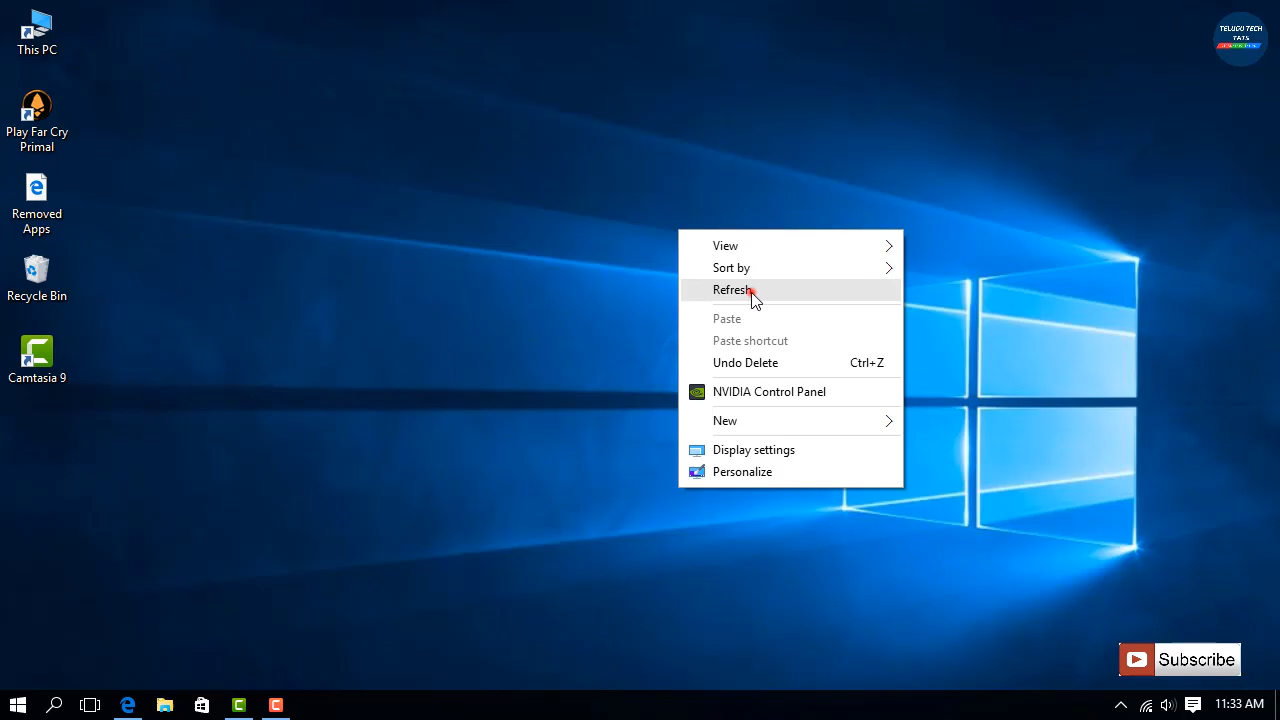 This PC
Play Far Cry
Primal
Removed
Apps
Recycle Bin
Camtasia 9
TELUGU TECH
TATS
View
Sort by
Refresh
Paste
Paste shortcut
Undo Delete Ctrl+Z
NVIDIA Control Panel
New
Display settings
Personalize
Subscribe
11:33 AM